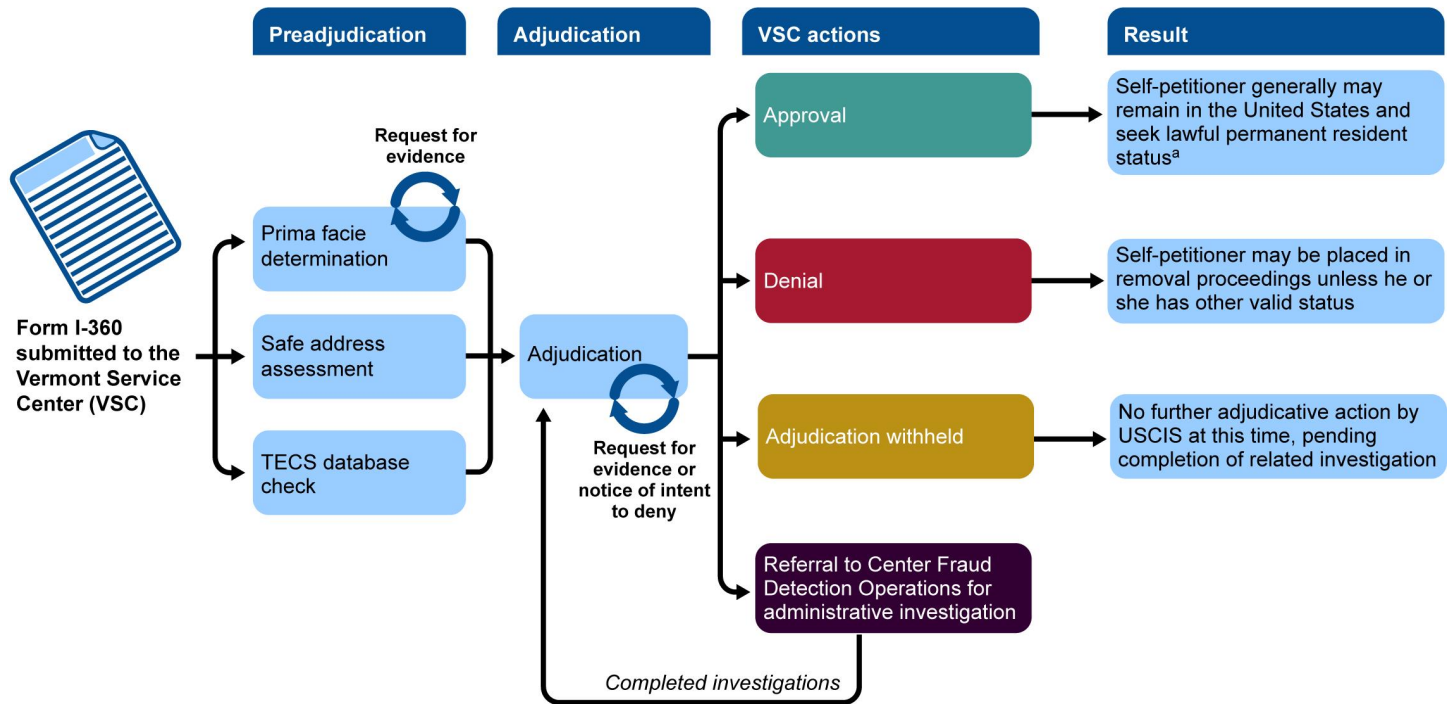 Preadjudication
Adjudication
VSC actions
Result
Form I-360
submitted to the
Vermont Service
Center (VSC)
Request for
evidence
Prima facie
determination
Safe address
assessment
TECS database
check
Adjudication
Request for
evidence or
notice of intent
to deny
Approval
Self-petitioner generally may
remain in the United States and
seek lawful permanent resident
statusᵃ
Denial
Self-petitioner may be placed in
removal proceedings unless he or
she has other valid status
Adjudication withheld
No further adjudicative action by
USCIS at this time, pending
completion of related investigation
Referral to Center Fraud
Detection Operations for
administrative investigation
Completed investigations